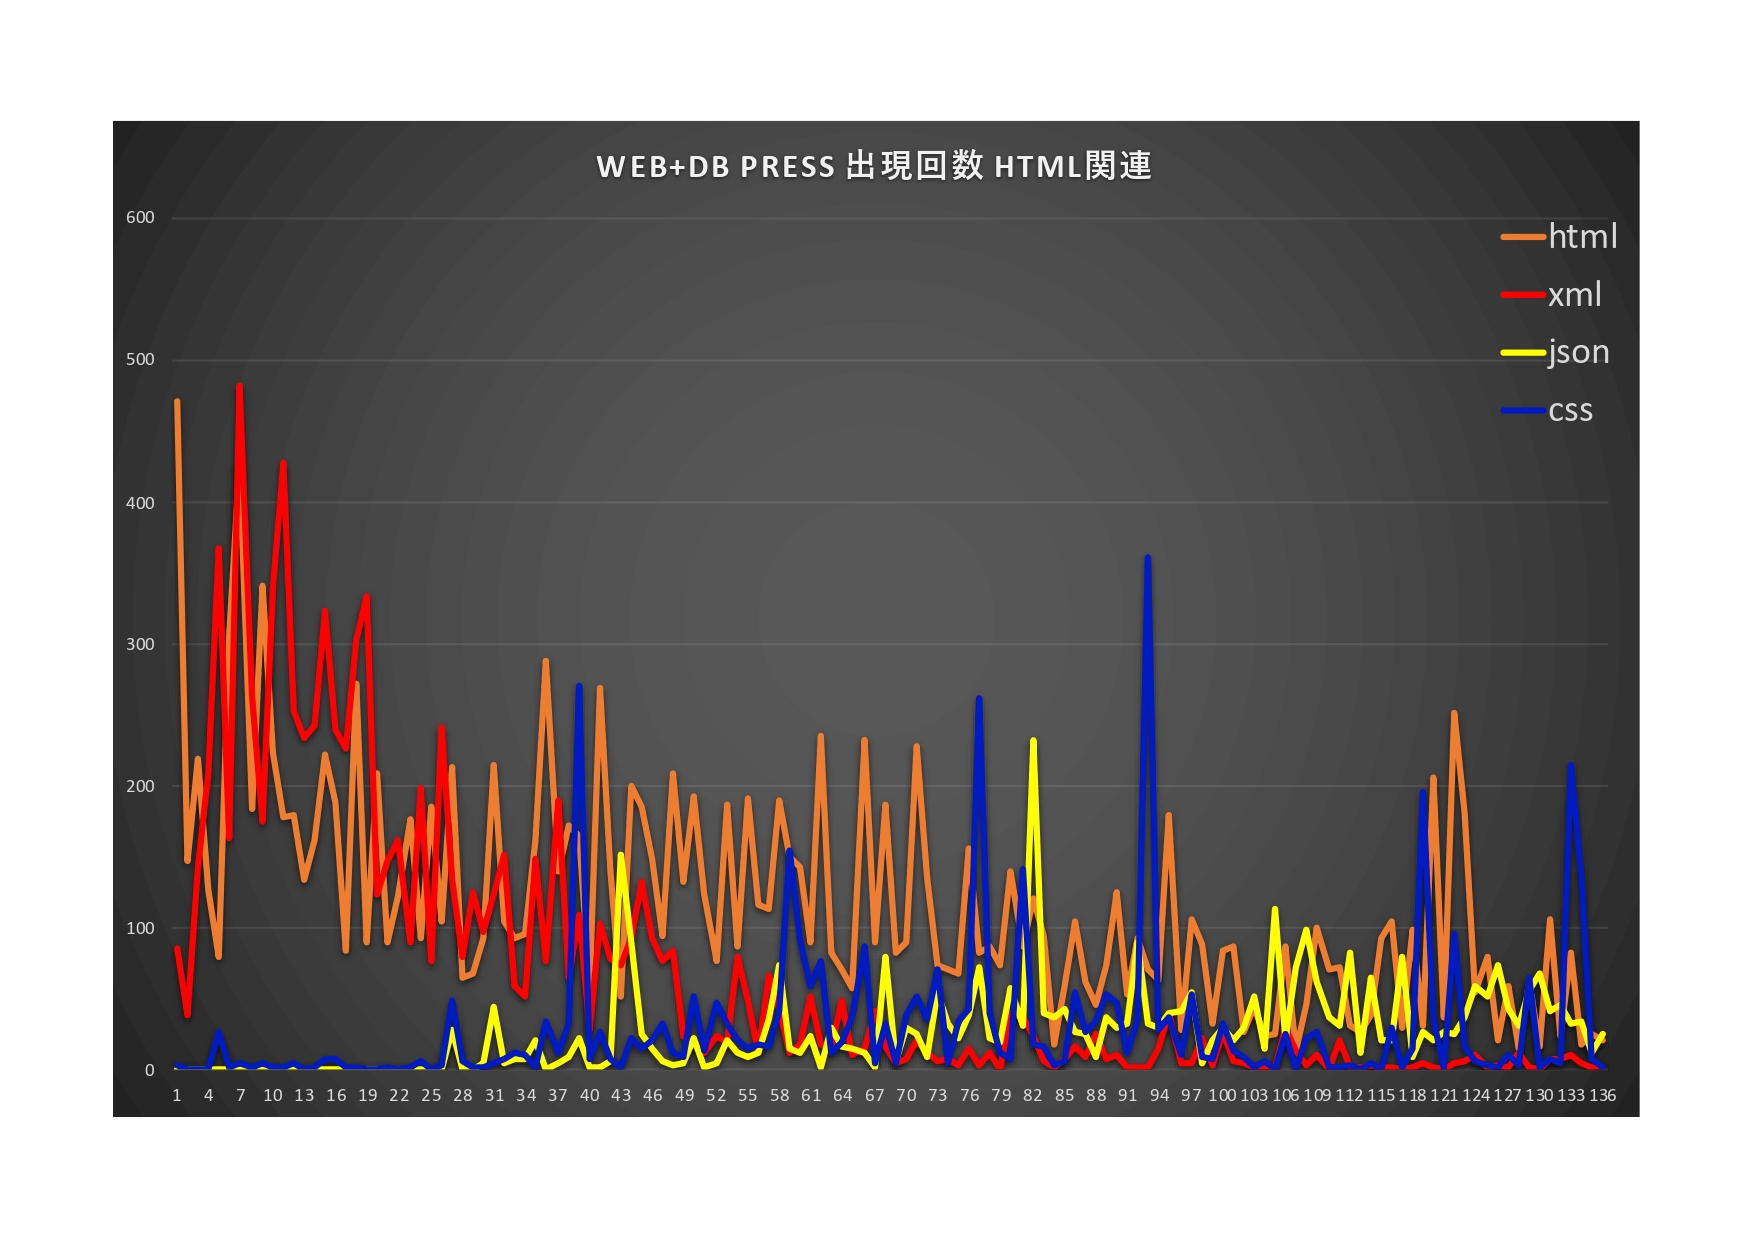 WEB+DB PRESS 出現回数 HTML関連
600
500
400
300
200
100
0
html
xml
json
css
1 4 7 10 13 16 19 22 25 28 31 34 37 40 43 46 49 52 55 58 61 64 67 70 73 76 79 82 85 88 91 94 97 100 103 106 109 112 115 118 121 124 127 130 133 136